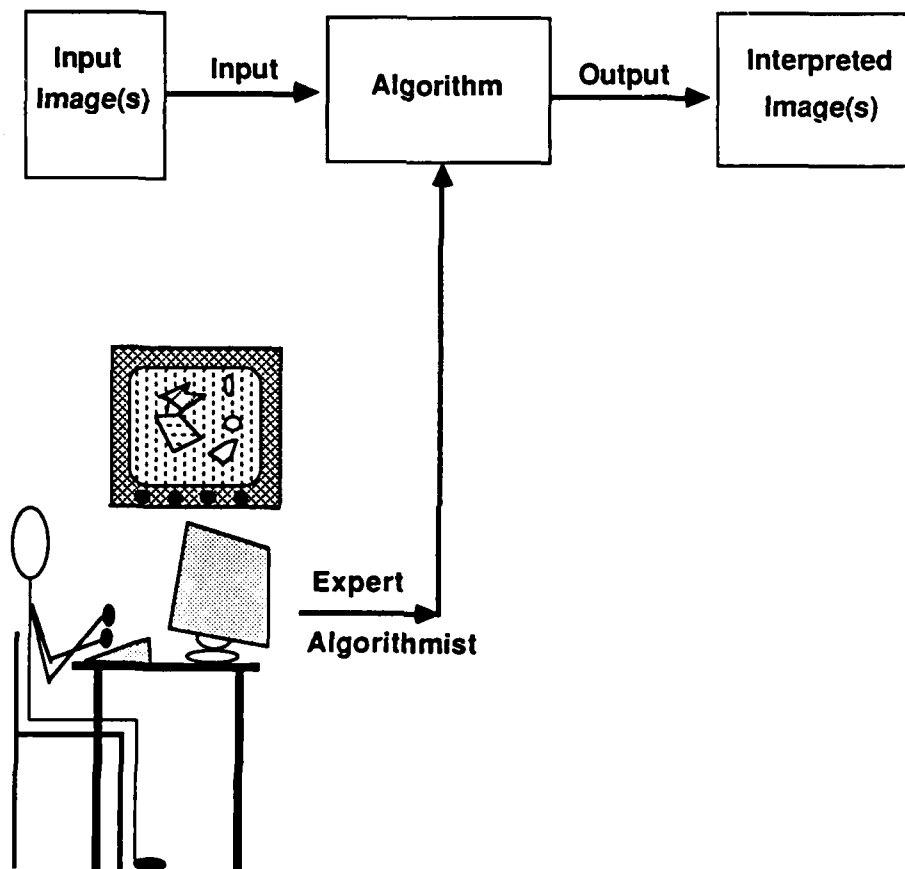 Input
Image(s)
Input
Algorithm
Output
Interpreted
Image(s)
Expert
Algorithmist